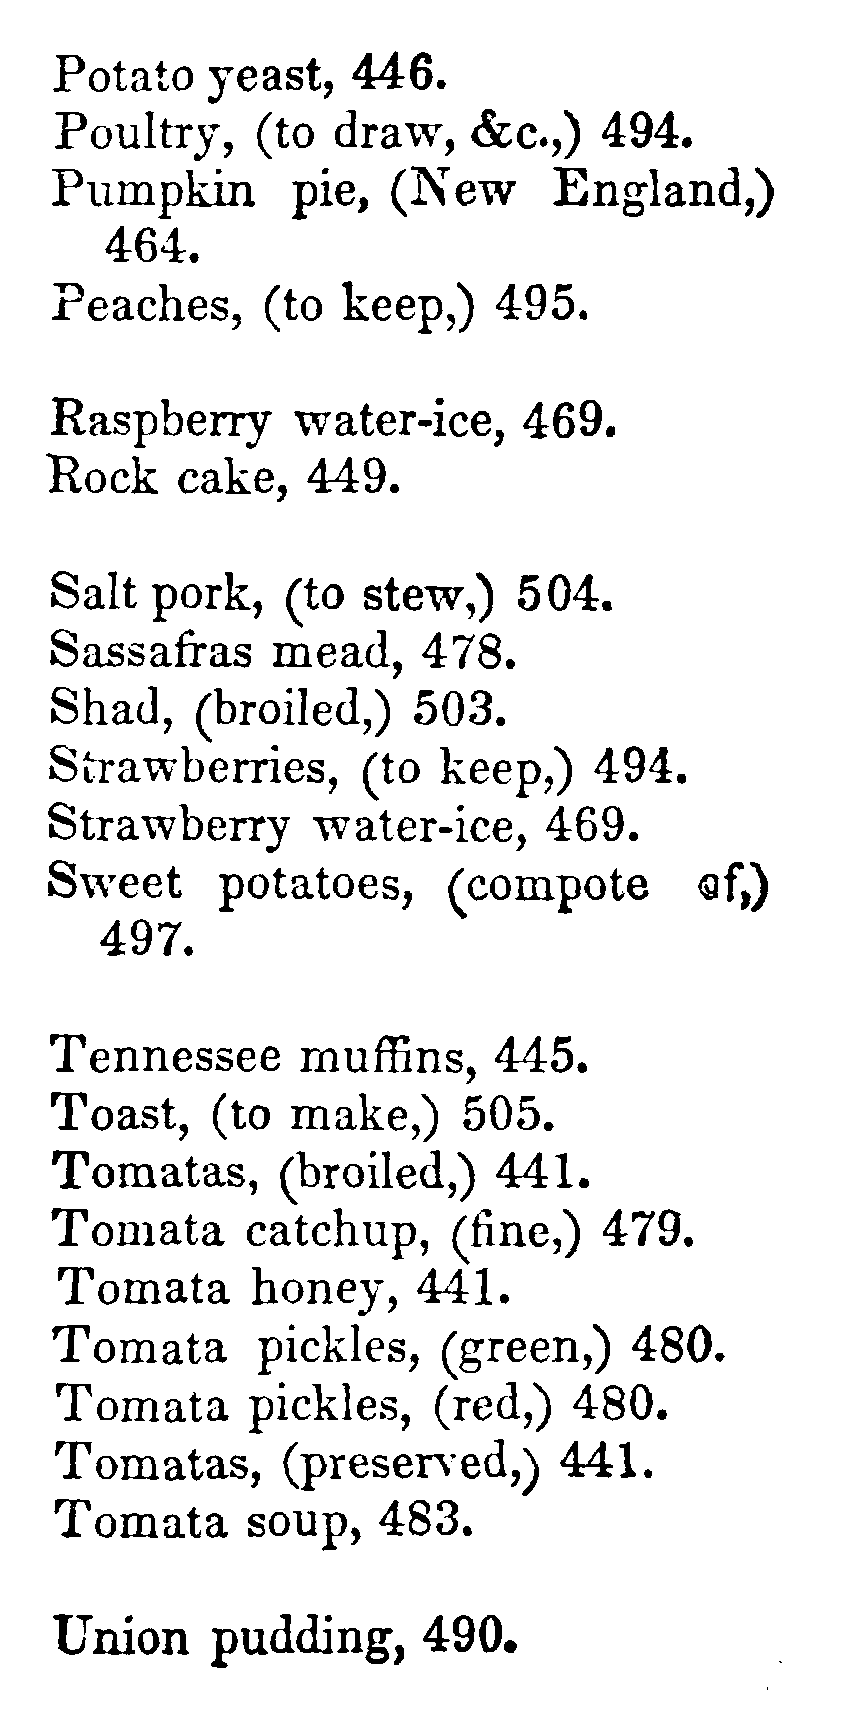 Potato yeast, 446.
Poultry, (to draw, &c.,) 494.
Pumpkin pie, (New England,)
464.
Peaches, (to keep,) 495.
Raspberry water-ice, 469.
Rock cake, 449.
Salt pork, (to stew,) 504.
Sassafras mead, 478.
Shad, (broiled,) 503.
Strawberries, (to keep,) 494.
Strawberry water-ice, 469.
Sweet potatoes, (compote of,)
497.
Tennessee muffins, 445.
Toast, (to make,) 505.
Tomatas, (broiled,) 441.
Tomata catchup, (fine,) 479.
Tomata honey, 441.
Tomata pickles, (green,) 480.
Tomata pickles, (red,) 480.
Tomatas, (preserved,) 441.
Tomata soup, 483.
Union pudding, 490.